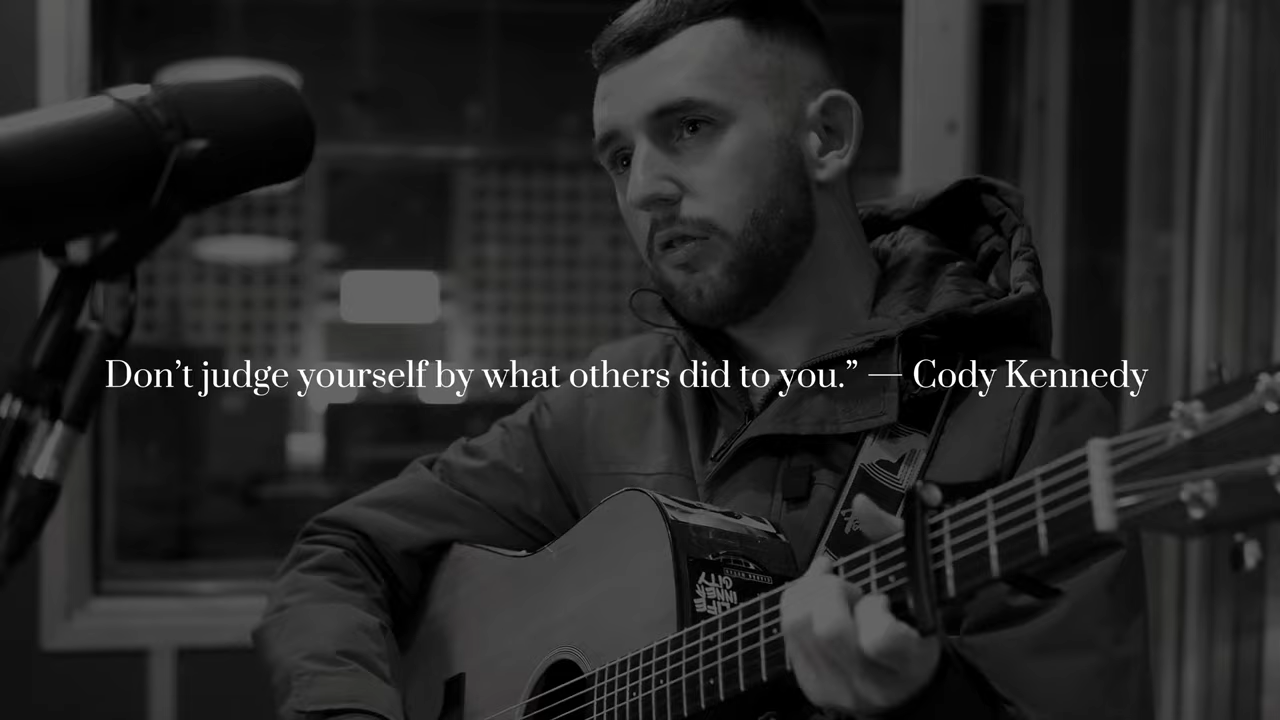 Don’t judge yourself by what others did to you.” — Cody Kennedy